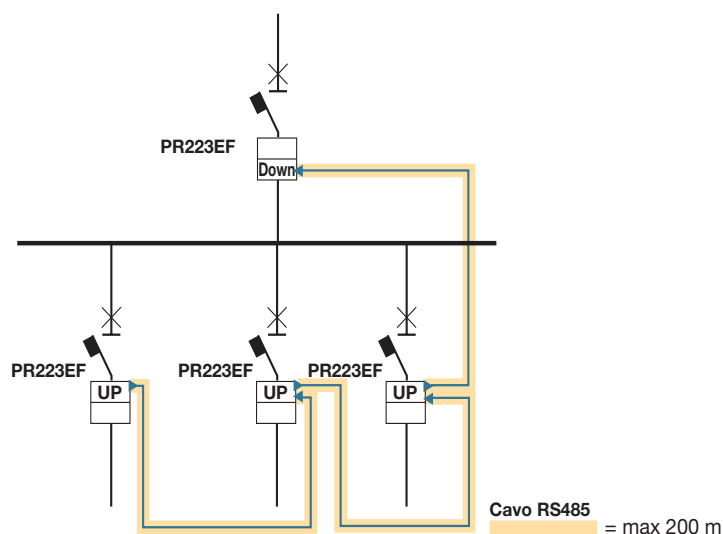 PR223EF
Down
PR223EF
PR223EF
PR223EF
UP
UP
UP
Cavo RS485
= max 200 m